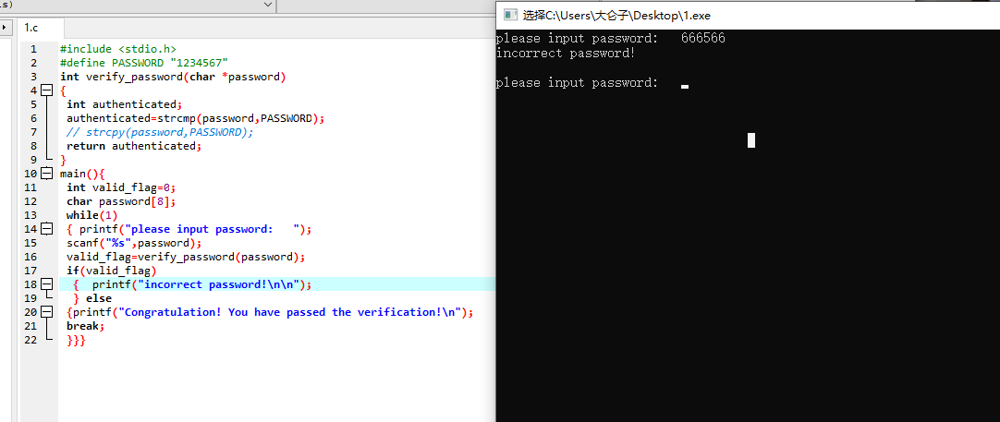 s)
1.c
1 #include <stdio.h>
2 #define PASSWORD "1234567"
3 int verify_password(char *password)
4 {
5 int authenticated;
6 authenticated=strcmp(password,PASSWORD);
7 // strcpy(password,PASSWORD);
8 return authenticated;
9 }
10 main(){
11 int valid_flag=0;
12 char password[8];
13 while(1)
14 { printf("please input password:   ");
15 scanf("%s",password);
16 valid_flag=verify_password(password);
17 if(valid_flag)
18 {  printf("incorrect password!\n\n");
19 } else
20 {printf("Congratulation! You have passed the verification!\n");
21 break;
22 }}}
选择C:\Users\大仑子\Desktop\1.exe
please input password:   666566
incorrect password!
please input password: